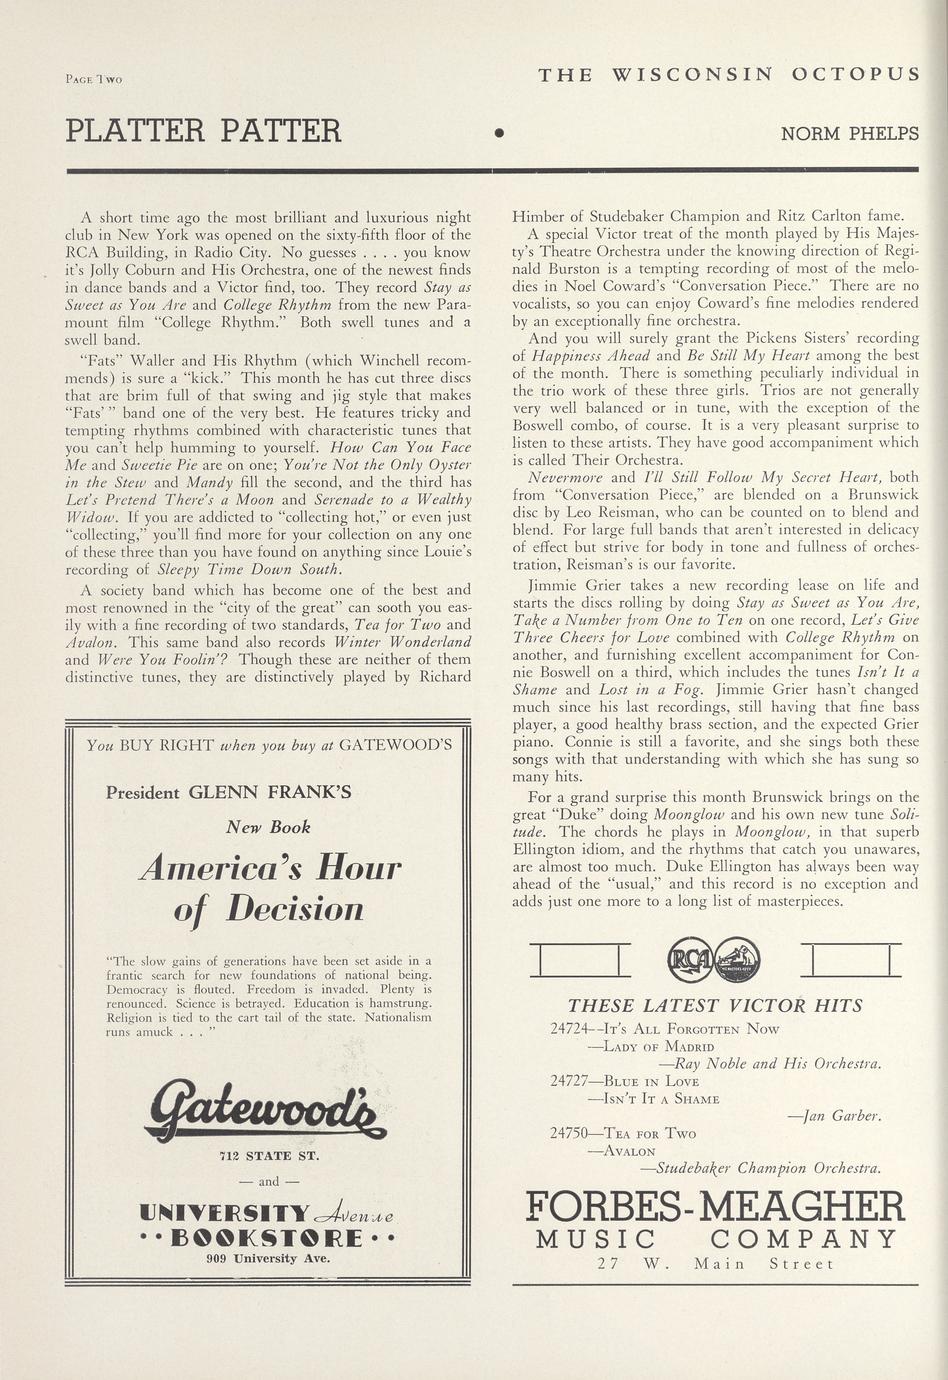 PAGE TWO
THE WISCONSIN OCTOPUS
PLATTER PATTER • NORM PHELPS
A short time ago the most brilliant and luxurious night
club in New York was opened on the sixty-fifth floor of the
RCA Building, in Radio City. No guesses . . . . you know
it's Jolly Coburn and His Orchestra, one of the newest finds
in dance bands and a Victor find, too. They record Stay as
Sweet as You Are and College Rhythm from the new Para-
mount film "College Rhythm." Both swell tunes and a
swell band.
"Fats" Waller and His Rhythm (which Winchell recom-
mends) is sure a "kick." This month he has cut three discs
that are brim full of that swing and jig style that makes
"Fats' " band one of the very best. He features tricky and
tempting rhythms combined with characteristic tunes that
you can't help humming to yourself. How Can You Face
Me and Sweetie Pie are on one; You're Not the Only Oyster
in the Stew and Mandy fill the second, and the third has
Let's Pretend There's a Moon and Serenade to a Wealthy
Widow. If you are addicted to "collecting hot," or even just
"collecting," you'll find more for your collection on any one
of these three than you have found on anything since Louie's
recording of Sleepy Time Down South.
A society band which has become one of the best and
most renowned in the "city of the great" can sooth you eas-
ily with a fine recording of two standards, Tea for Two and
Avalon. This same band also records Winter Wonderland
and Were You Foolin'? Though these are neither of them
distinctive tunes, they are distinctively played by Richard
Himber of Studebaker Champion and Ritz Carlton fame.
A special Victor treat of the month played by His Majes-
ty's Theatre Orchestra under the knowing direction of Regi-
nald Burston is a tempting recording of most of the melo-
dies in Noel Coward's "Conversation Piece." There are no
vocalists, so you can enjoy Coward's fine melodies rendered
by an exceptionally fine orchestra.
And you will surely grant the Pickens Sisters' recording
of Happiness Ahead and Be Still My Heart among the best
of the month. There is something peculiarly individual in
the trio work of these three girls. Trios are not generally
very well balanced or in tune, with the exception of the
Boswell combo, of course. It is a very pleasant surprise to
listen to these artists. They have good accompaniment which
is called Their Orchestra.
Nevermore and I'll Still Follow My Secret Heart, both
from "Conversation Piece," are blended on a Brunswick
disc by Leo Reisman, who can be counted on to blend and
blend. For large full bands that aren't interested in delicacy
of effect but strive for body in tone and fullness of orches-
tration, Reisman's is our favorite.
Jimmie Grier takes a new recording lease on life and
starts the discs rolling by doing Stay as Sweet as You Are,
Take a Number from One to Ten on one record, Let's Give
Three Cheers for Love combined with College Rhythm on
another, and furnishing excellent accompaniment for Con-
nie Boswell on a third, which includes the tunes Isn't It a
Shame and Lost in a Fog. Jimmie Grier hasn't changed
much since his last recordings, still having that fine bass
player, a good healthy brass section, and the expected Grier
piano. Connie is still a favorite, and she sings both these
songs with that understanding with which she has sung so
many hits.
For a grand surprise this month Brunswick brings on the
great "Duke" doing Moonglow and his own new tune Soli-
tude. The chords he plays in Moonglow, in that superb
Ellington idiom, and the rhythms that catch you unawares,
are almost too much. Duke Ellington has always been way
ahead of the "usual," and this record is no exception and
adds just one more to a long list of masterpieces.
You BUY RIGHT when you buy at GATEWOOD'S
President GLENN FRANK'S
New Book
America's Hour
of Decision
"The slow gains of generations have been set aside in a
frantic search for new foundations of national being.
Democracy is flouted. Freedom is invaded. Plenty is
renounced. Science is betrayed. Education is hamstrung.
Religion is tied to the cart tail of the state. Nationalism
runs amuck . . . "
Gatewood's
712 STATE ST.
— and —
UNIVERSITY Avenue
• • BOOKSTORE • •
909 University Ave.
RCA
THESE LATEST VICTOR HITS
24724—IT'S ALL FORGOTTEN NOW
—LADY OF MADRID
—Ray Noble and His Orchestra.
24727—BLUE IN LOVE
—ISN'T IT A SHAME
—Jan Garber.
24750—TEA FOR TWO
—AVALON
—Studebaker Champion Orchestra.
FORBES-MEAGHER
MUSIC COMPANY
27 W. Main Street